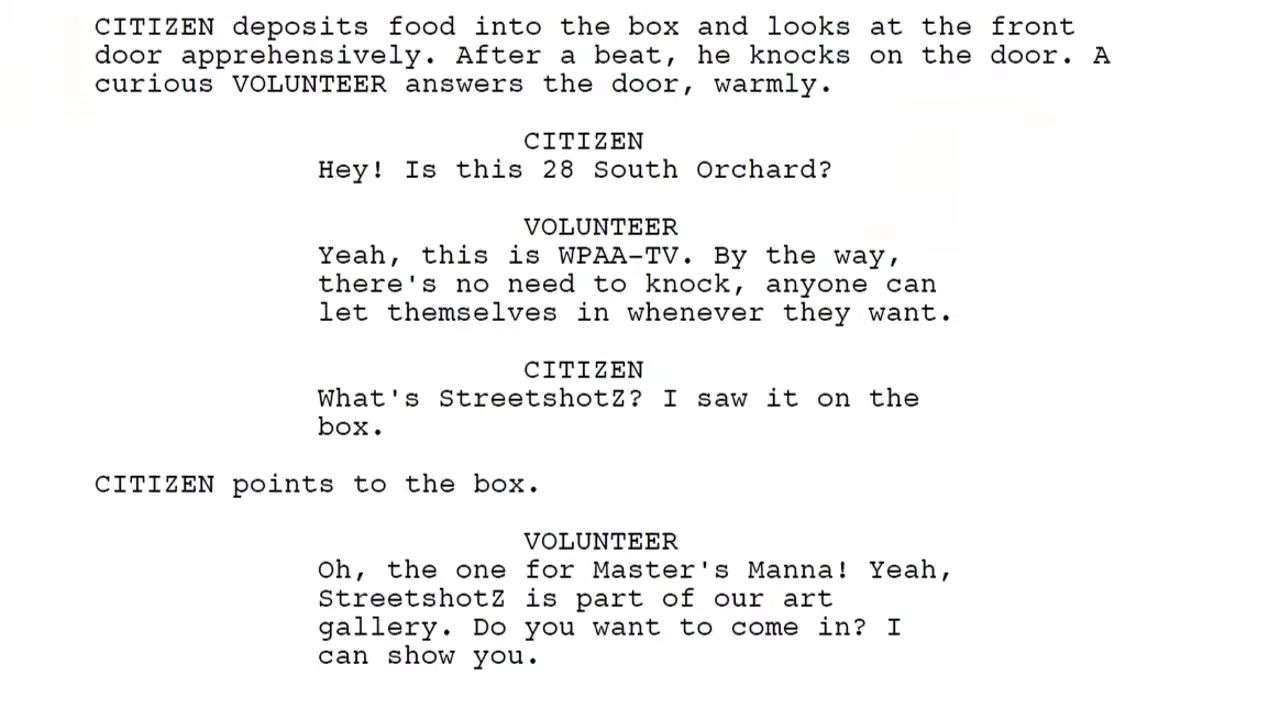 CITIZEN deposits food into the box and looks at the front
door apprehensively. After a beat, he knocks on the door. A
curious VOLUNTEER answers the door, warmly.
CITIZEN
Hey! Is this 28 South Orchard?
VOLUNTEER
Yeah, this is WPAA-TV. By the way,
there's no need to knock, anyone can
let themselves in whenever they want.
CITIZEN
What's StreetshotZ? I saw it on the
box.
CITIZEN points to the box.
VOLUNTEER
Oh, the one for Master's Manna! Yeah,
StreetshotZ is part of our art
gallery. Do you want to come in? I
can show you.